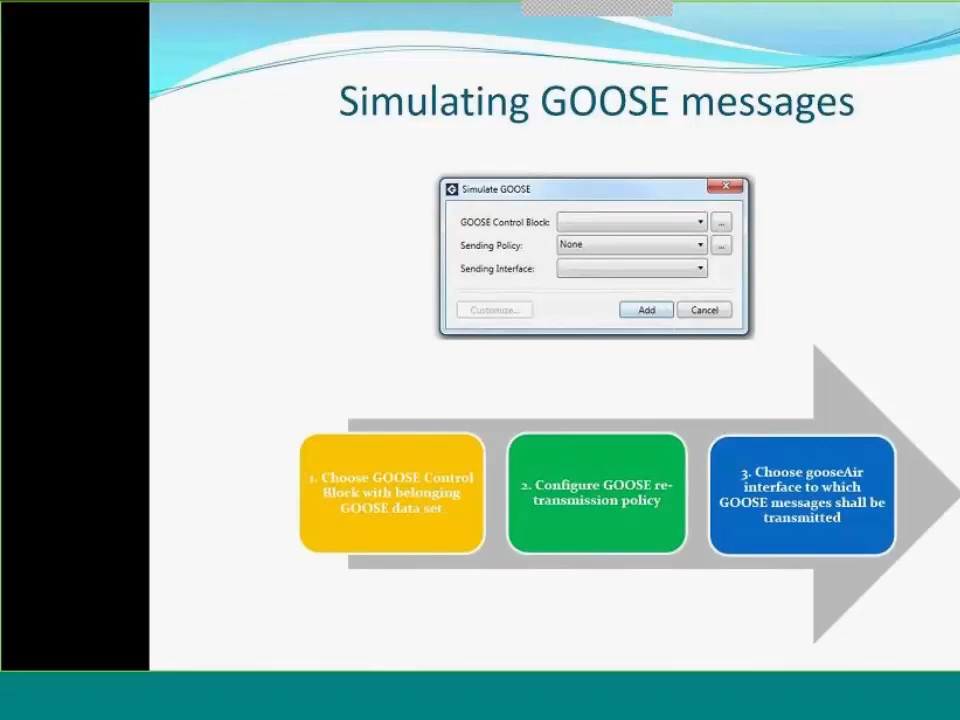 Simulating GOOSE messages
Simulate GOOSE
GOOSE Control Block:
...
Sending Policy:
None
...
Sending Interface:
Customize...
Add
Cancel
1. Choose GOOSE Control
Block with belonging
GOOSE data set
2. Configure GOOSE re-
transmission policy
3. Choose gooseAir
interface to which
GOOSE messages shall be
transmitted